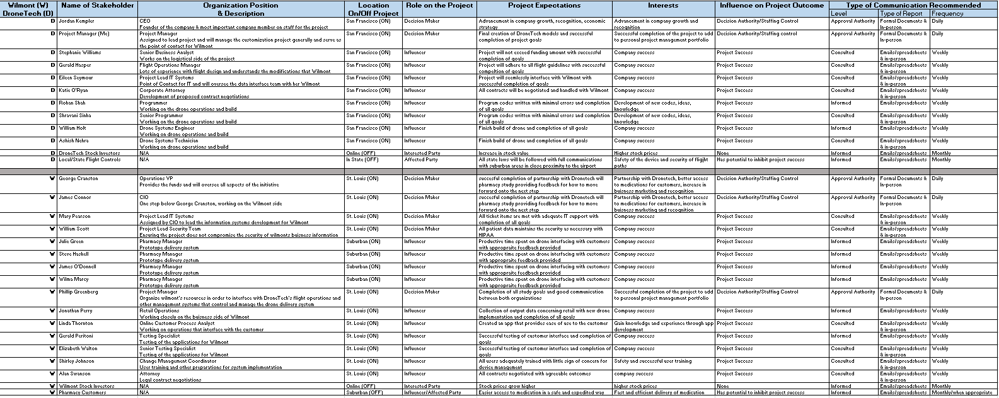 Wilmont (W) Name of Stakeholder Organization Position Location Role on the Project Project Expectations Interests Influence on Project Outcome Type of Communication Recommended
DroneTech (D) & Description On/Off Project Level Type of Report Frequency
D Jordan Kempler CEO San Francisco (ON) Decision Maker Advancement in company growth, recognition, economic Advancement in company growth and Decision Authority/Staffing Control Approval Authority Formal Documents & Daily
Founder of the company & most important company member on staff for the project strategy recognition In-person
D Project Manager (Me) Project Manager San Francisco (ON) Decision Maker Final creation of DroneTech models and successful Successful completion of the project to add Decision Authority/Staffing control Approval Authority Formal Documents & Daily
Assigned to lead project and will manage the customization project generally and serve as completion of project goals to personal project management portfolio In-person
the point of contact for Wilmont
D Stephanie Williams Senior Business Analyst San Francisco (ON) Influencer Project will not exceed funding amount with successful Company success Project Success Consulted Emails/spreadsheets Weekly
Works on the logistical side of the project completion of goals & in-person
D Gerald Hasper Flight Operations Manager San Francisco (ON) Influencer Project will adhere to all flight guidelines with successful Company success Project Success Consulted Emails/spreadsheets Weekly
Lots of experience with flight design and understands the modifications that Wilmont completion of goals & in-person
D Eileen Seymour Project Lead IT Systems San Francisco (ON) Influencer Project will seemlessly interface with Wilmont with Company success Project Success Consulted Emails/spreadsheets Weekly
Point of Contact for IT and will oversee the data interface team with her Wilmont successful completion of goals & in-person
D Katie O'Ryan Corporate Attorney San Francisco (ON) Influencer All contracts will be negotiated and handled with Wilmont Company success Project Success Consulted Emails/spreadsheets Weekly
Development of proposed contract negotiations & in-person
D Rohan Shah Programmer San Francisco (ON) Influencer Program codes written with minimal errors and completion Development of new codes, ideas, Project Success Informed Emails/spreadsheets Weekly
Working on the drone operations and build of all goals knowledge
D Shravani Sinha Senior Programmer San Francisco (ON) Influencer Program codes written with minimal errors and completion Development of new codes, ideas, Project Success Consulted Emails/spreadsheets Weekly
Working on the drone operations and build of all goals knowledge & in-person
D William Holt Drone Systems Engineer San Francisco (ON) Influencer Finish build of drone and completion of all goals Company success Project Success Informed Emails/spreadsheets Weekly
Working on drone operations and build
D Ashish Nehra Drone Systems Technician San Francisco (ON) Influencer Finish build of drone and completion of all goals Company success Project Success Consulted Emails/spreadsheets Weekly
Working on drone operations and build & in-person
D DroneTech Stock Investors N/A Online (OFF) Interested Party Increase in stock value Higher stock prices None Informed Emails/spreadsheets Monthly
D Local/State Flight Controls N/A In State (OFF) Affected Party All state laws will be followed with full communications Safety of the device and security of fligjht Has potential to inhibit project success Informed Emails/spreadsheets Monthly
with suburban areas in close proximity to the airport paths
W George Cranston Operations VP St. Louis (ON) Decision Maker succesful completion of partnership with Dronetech will Partnership with Dronetech, better access Decision Authority/Staffing Control Approval Authority Formal Documents & Daily
Provides the funds and will oversee all aspects of the initiative pharmacy study providing feedback for how to move to medications for customers, increase in In-person
forward onto the next step buisness marketing and recognition
W James Connor CIO St. Louis (ON) Decision Maker succesful completion of partnership with Dronetech will Partnership with Dronetech, better access Decision Authority/Staffing Control Approval Authority Formal Documents & Daily
One step below George Cranston, working on the Wilmont side pharmacy study providing feedback for how to move to medications for customers, increase in In-person
forward onto the next step buisness marketing and recognition
W Mary Pearson Project Lead IT Systems St. Louis (ON) Decision Maker All ticket items are met with adequate IT support with Company success Project Success Consulted Emails/spreadsheets Weekly
Assigned by CIO to lead the information systems development for Wilmont completion of all goals & in-person
W William Scott Project Lead Security Team St. Louis (ON) Decision Maker All patient data maintains the security as necessary with Company success Project Success Consulted Emails/spreadsheets Weekly
Ensuring the project does not compromise the security of wilmonts buisness information HIPAA & in-person
W Julie Green Pharmacy Manager Suburban (ON) Influencer Productive time spent on drone interfacing with customers Company success Project Success Informed Emails/spreadsheets Weekly
Prototype delivery system with appropraite feedback provided
W Steve Haskell Pharmacy Manager Suburban (ON) Influencer Productive time spent on drone interfacing with customers Company success Project Success Informed Emails/spreadsheets Weekly
Prototype delivery system with appropraite feedback provided
W James O'Donnell Pharmacy Manager Suburban (ON) Influencer Productive time spent on drone interfacing with customers Company success Project Success Informed Emails/spreadsheets Weekly
Prototype delivery system with appropraite feedback provided
W Wilma Marcy Pharmacy Manager Suburban (ON) Influencer Productive time spent on drone interfacing with customers Company success Project Success Informed Emails/spreadsheets Weekly
Prototype delivery system with appropraite feedback provided
W Phillip Greenberg Project Manager St. Louis (ON) Decision Maker Completion of all study goals and good communication Successful completion of the project to add Decision Authority/Staffing Control Approval Authority Formal Documents & Daily
Organize wilmont's resources in order to interface with DroneTech's flight operations and between both organizations to personal project management portfolio In-person
other management systems that control and manage the drone delivery system
W Jonathan Perry Retail Operations St. Louis (ON) Influencer Collection of output data concerning retail with new drone Company success Project Success Informed Emails/spreadsheets Weekly
Working closely on the buisness side of Wilmont implementation and completion of all goals
W Linda Thornton Online Customer Process Analyst St. Louis (ON) Influencer Created an app that provides ease of use to the customer Gain knowledge and experience through app Project Success Consulted Emails/spreadsheets Weekly
Working on operations that interface with the customer development & in-person
W Gerald Peritoni Testing Specialist St. Louis (ON) Influencer Successful testing of customer interface and completion of Company success Project Success Informed Emails/spreadsheets Weekly
Testing of the applications for Wilmont goals
W Elizabeth Walton Senior Testing Specialist St. Louis (ON) Influencer Successful testing of customer interface and completion of Company success Project Success Consulted Emails/spreadsheets Weekly
Testing of the applications for Wilmont goals & in-person
W Shirley Johnson Change Management Coordinator St. Louis (ON) Influencer All users adequately trained with little sign of concern for Safety and successful user training Project Success Consulted Emails/spreadsheets Weekly
User training and other preparations for system implementation device management & in-person
W Alan Swanson Attorney St. Louis (ON) Influencer All contracts negotiated with agreeable outcomes company success Project Success Consulted Emails/spreadsheets Weekly
Legal contract negotiations & in-person
W Wilmont Stock Investors N/A Online (OFF) Interested Party Stock prices grow higher higher stock prices None Informed Emails/spreadsheets Monthly
W Pharmacy Customers N/A Suburban (OFF) Influencer/Affected Party Easier access to medication in a safe and expedited way Fast and efficient delivery of medication Has potential to inhibit project success Informed Emails/spreadsheets Monthly/when appropriate